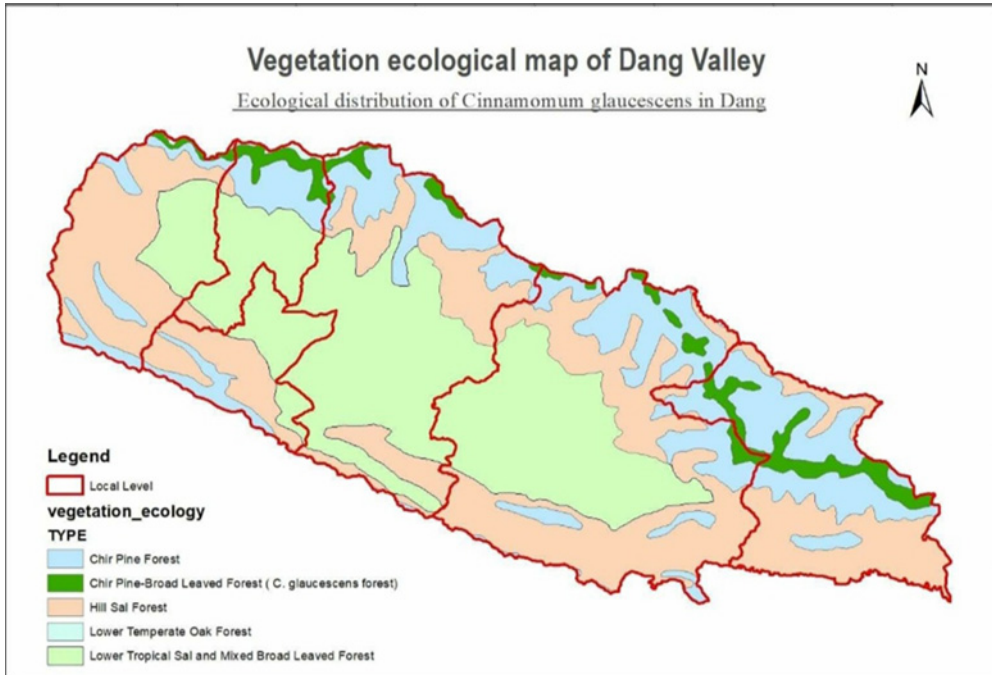 Vegetation ecological map of Dang Valley
Ecological distribution of Cinnamomum glaucescens in Dang
N
Legend
Local Level
vegetation_ecology
TYPE
Chir Pine Forest
Chir Pine-Broad Leaved Forest ( C. glaucescens forest)
Hill Sal Forest
Lower Temperate Oak Forest
Lower Tropical Sal and Mixed Broad Leaved Forest